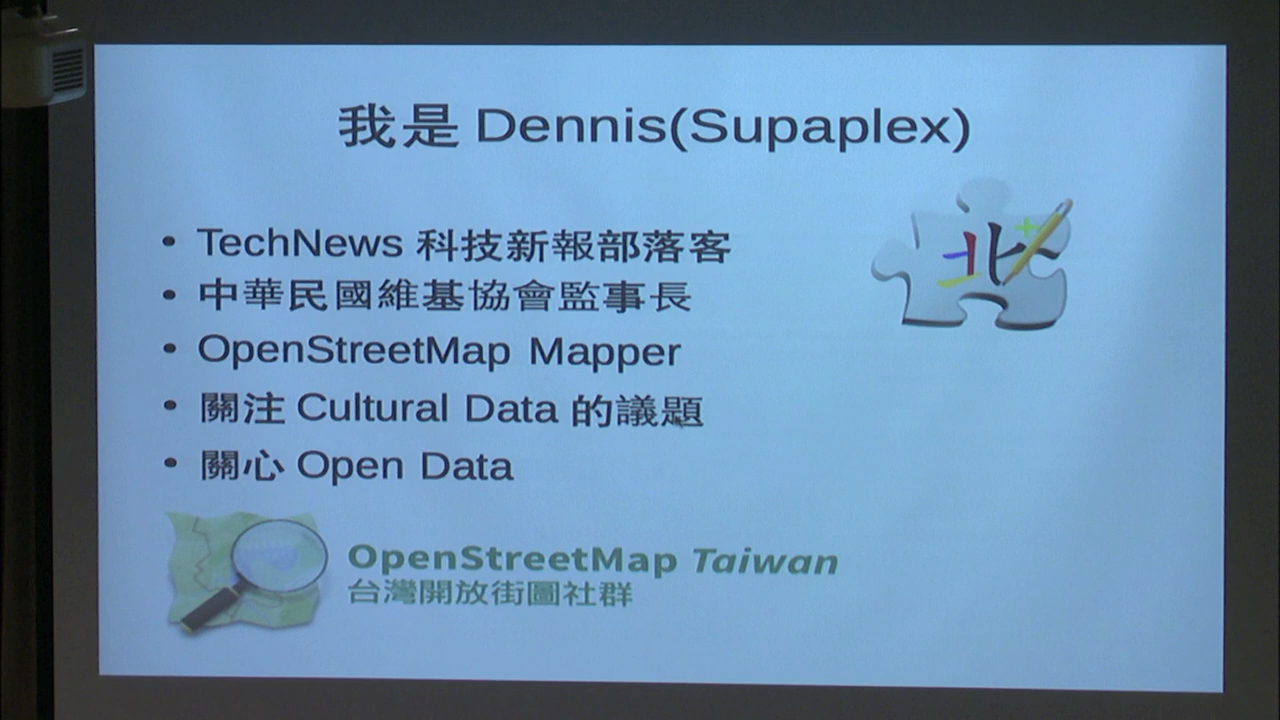 我是 Dennis(Supaplex)
• TechNews 科技新報部落客
• 中華民國維基協會監事長
• OpenStreetMap Mapper
• 關注 Cultural Data 的議題
• 關心 Open Data
北
OpenStreetMap Taiwan
台灣開放街圖社群